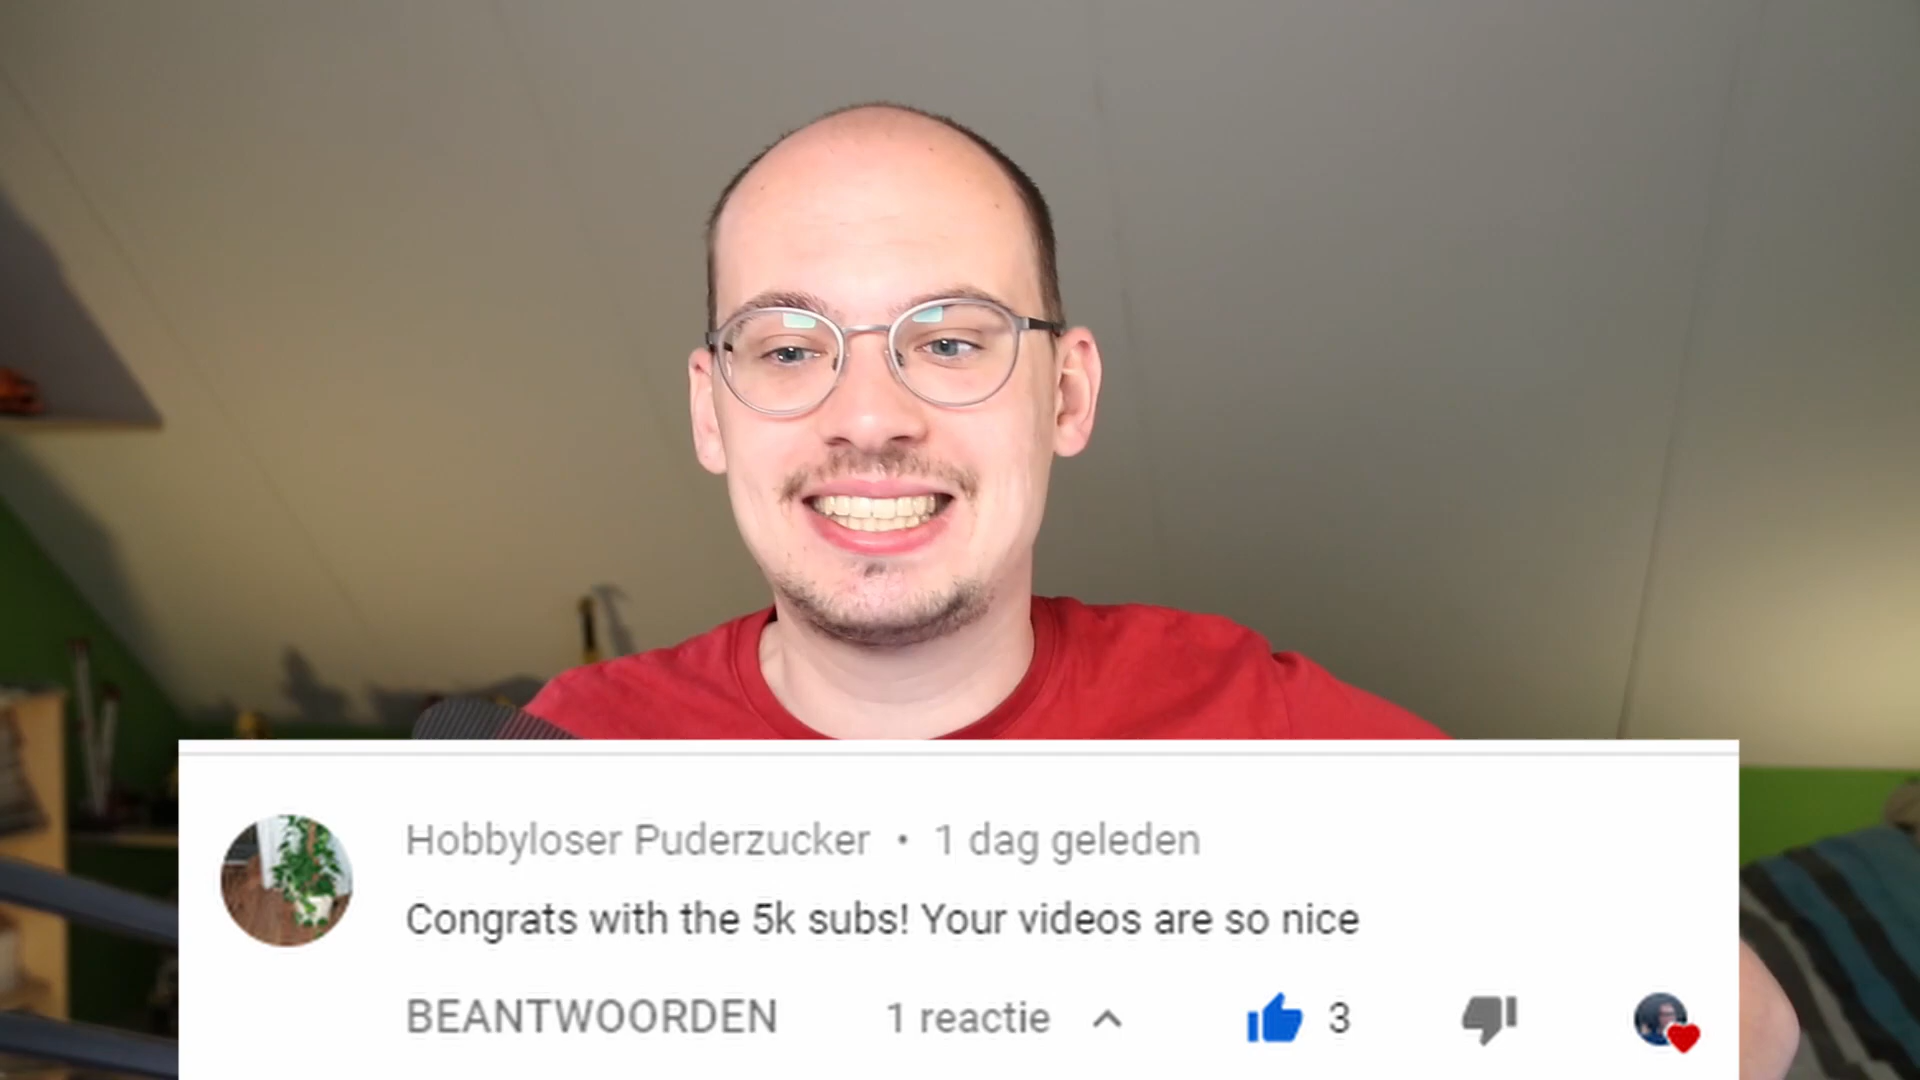 Hobbyloser Puderzucker • 1 dag geleden
Congrats with the 5k subs! Your videos are so nice
BEANTWOORDEN 1 reactie 3